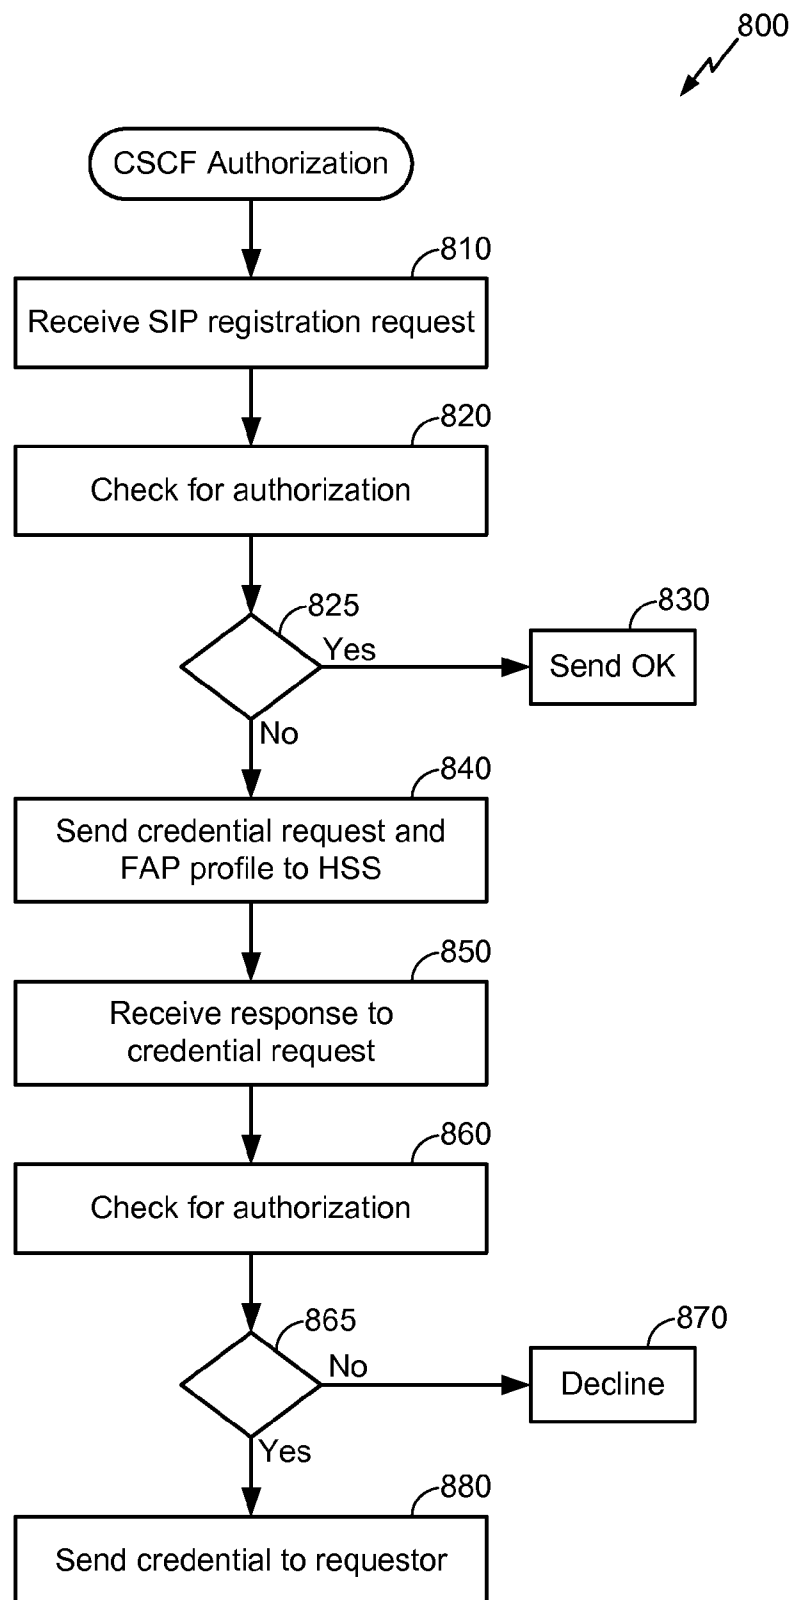 800
CSCF Authorization
810
Receive SIP registration request
820
Check for authorization
825
Yes
830
Send OK
No
840
Send credential request and
FAP profile to HSS
850
Receive response to
credential request
860
Check for authorization
865
No
870
Decline
Yes
880
Send credential to requestor